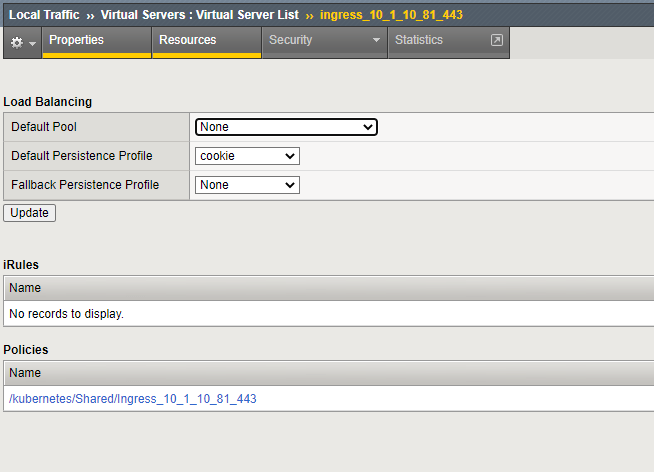 Local Traffic ›› Virtual Servers : Virtual Server List ›› ingress_10_1_10_81_443
Properties Resources Security Statistics
Load Balancing
Default Pool None
Default Persistence Profile cookie
Fallback Persistence Profile None
Update
iRules
Name
No records to display.
Policies
Name
/kubernetes/Shared/Ingress_10_1_10_81_443